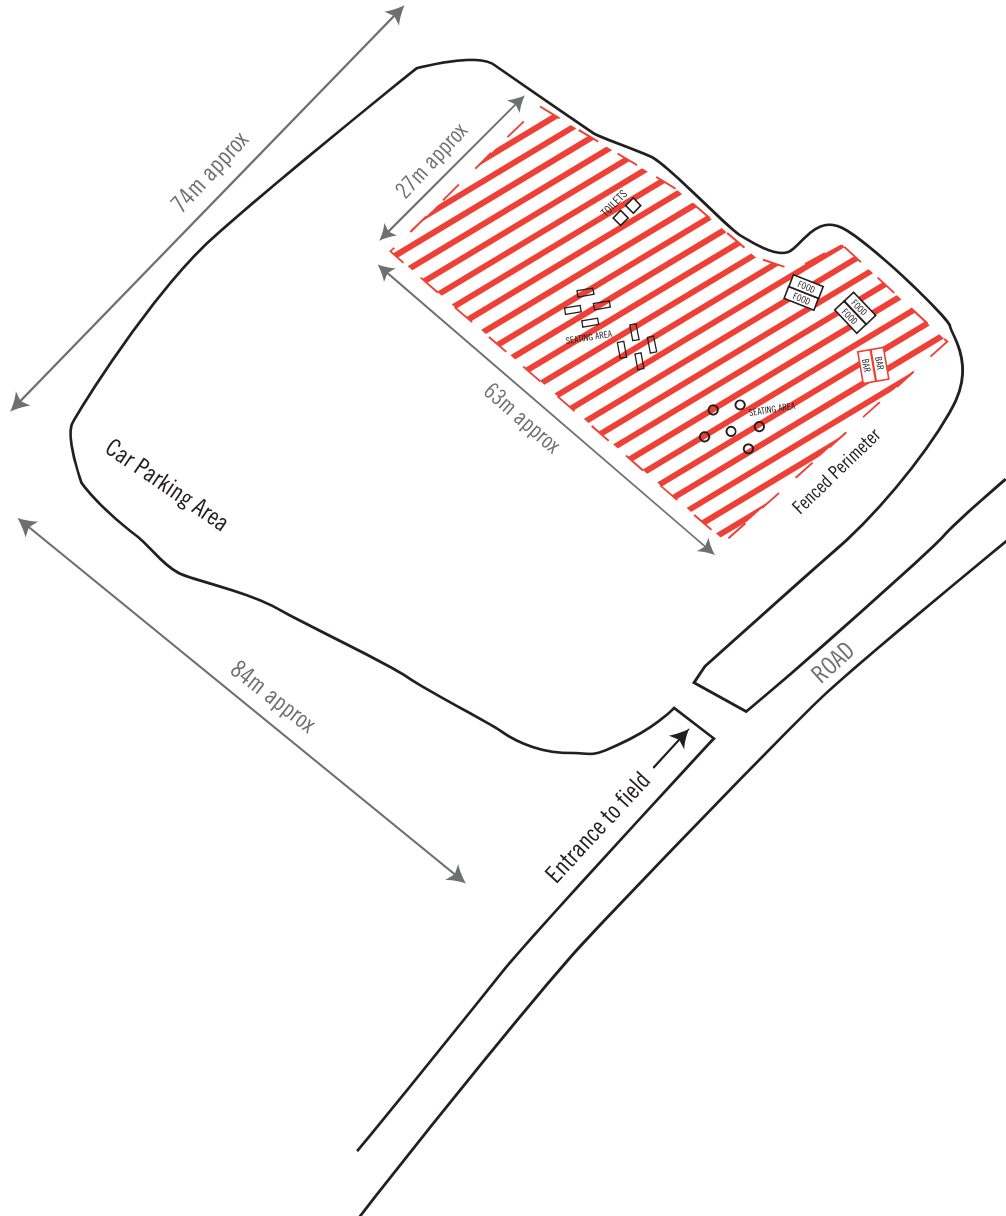 74m approx
27m approx
TOILETS
FOOD
FOOD
FOOD
FOOD
SEATING AREA
BAR
BAR
63m approx
SEATING AREA
Car Parking Area
Fenced Perimeter
84m approx
ROAD
Entrance to field